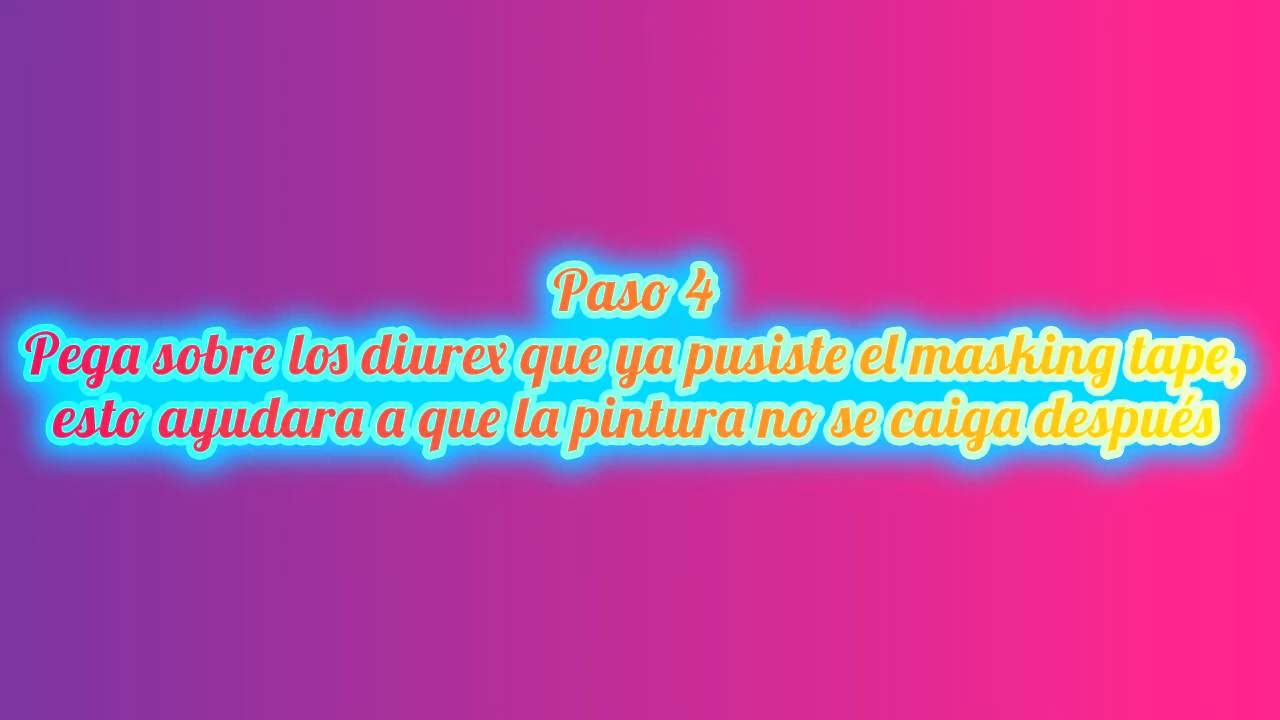 Paso 4
Pega sobre los diurex que ya pusiste el masking tape,
esto ayudara a que la pintura no se caiga después